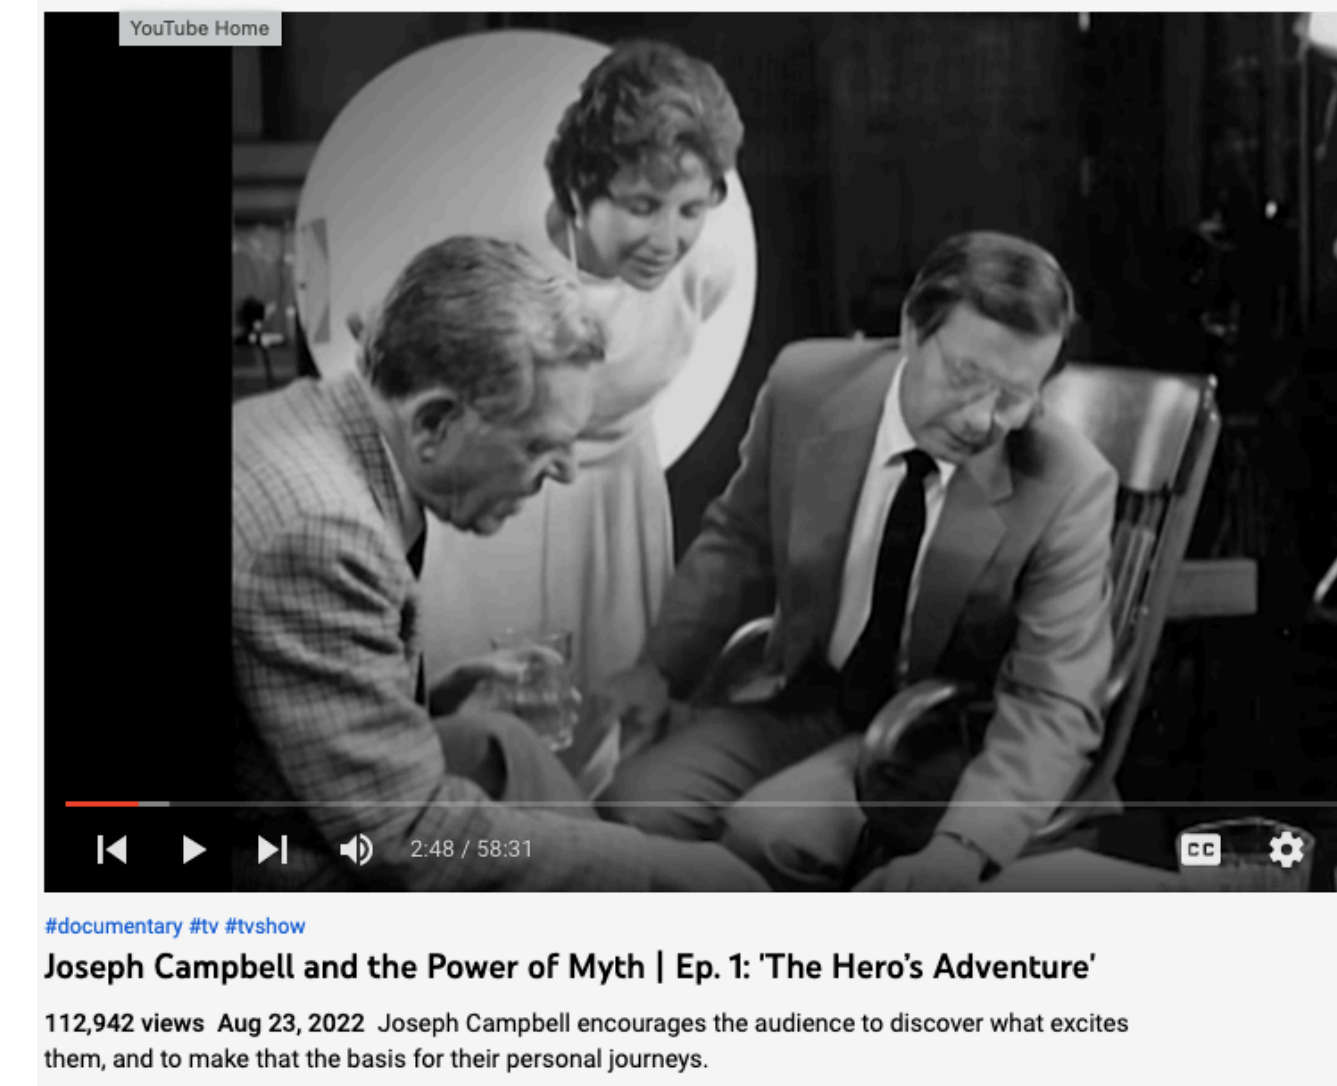 YouTube Home
2:48 / 58:31
CC
#documentary #tv #tvshow
Joseph Campbell and the Power of Myth | Ep. 1: 'The Hero’s Adventure’
112,942 views Aug 23, 2022 Joseph Campbell encourages the audience to discover what excites
them, and to make that the basis for their personal journeys.